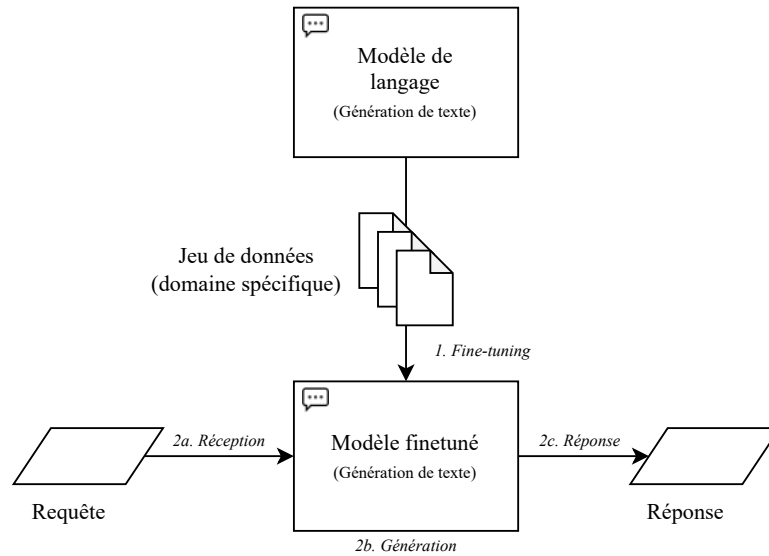 Modèle de
langage
(Génération de texte)
Jeu de données
(domaine spécifique)
1. Fine-tuning
2a. Réception
Modèle finetuné
(Génération de texte)
2c. Réponse
Requête
Réponse
2b. Génération